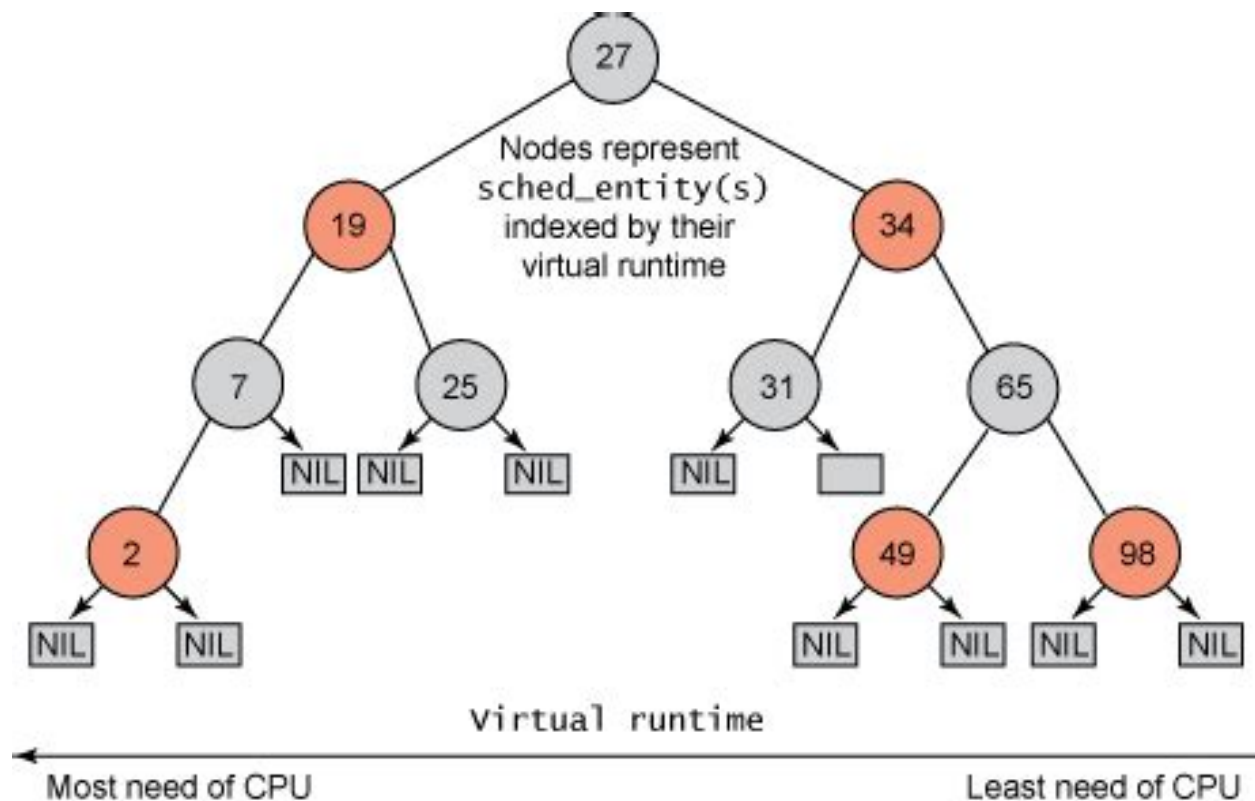 27
Nodes represent
sched_entity(s)
indexed by their
virtual runtime
19
34
7
25
31
65
NIL
NIL
NIL
NIL
2
49
98
NIL
NIL
NIL
NIL
NIL
NIL
Virtual runtime
Most need of CPU
Least need of CPU